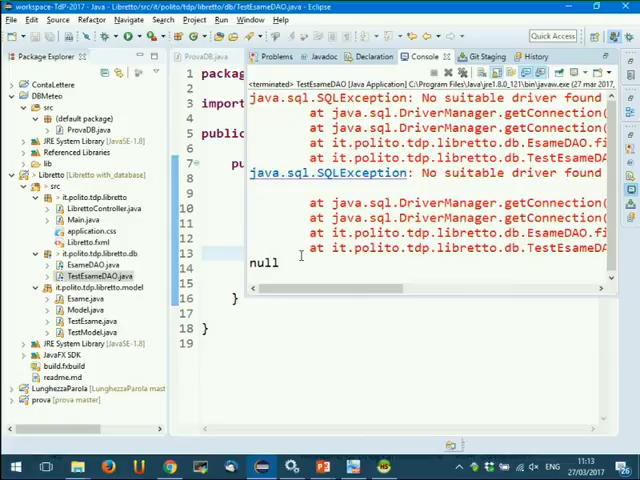 workspace-TdP-2017 - Java - Libretto/src/it/polito/tdp/libretto/db/TestEsameDAO.java - Eclipse
File Edit Source Refactor Navigate Search Project Run Window Help
Quick Access
Package Explorer
ContaLettere
DBMeteo
src
(default package)
ProvaDB.java
JRE System Library [JavaSE-1.8]
Referenced Libraries
lib
Libretto [Libretto with_database]
src
it.polito.tdp.libretto
LibrettoController.java
Main.java
application.css
Libretto.fxml
it.polito.tdp.libretto.db
EsameDAO.java
TestEsameDAO.java
it.polito.tdp.libretto.model
Esame.java
Model.java
TestEsame.java
TestModel.java
JRE System Library [JavaSE-1.8]
JavaFX SDK
build.fxbuild
readme.md
LunghezzaParola [LunghezzaParola mast
prova [prova master]
ProvaDB.java
1 packag
3 import
5 public
7 pu
8
9
10
11
12
13
14
15
16 }
17
18 }
19
Problems Javadoc Declaration Console Git Staging History
<terminated> TestEsameDAO [Java Application] C:\Program Files\Java\jre1.8.0_121\bin\javaw.exe (27 mar 2017,
java.sql.SQLException: No suitable driver found
at java.sql.DriverManager.getConnection(
at java.sql.DriverManager.getConnection(
at it.polito.tdp.libretto.db.EsameDAO.fi
at it.polito.tdp.libretto.db.TestEsameDA
java.sql.SQLException: No suitable driver found
at java.sql.DriverManager.getConnection(
at java.sql.DriverManager.getConnection(
at it.polito.tdp.libretto.db.EsameDAO.fi
at it.polito.tdp.libretto.db.TestEsameDA
null
ENG
11:13
27/03/2017